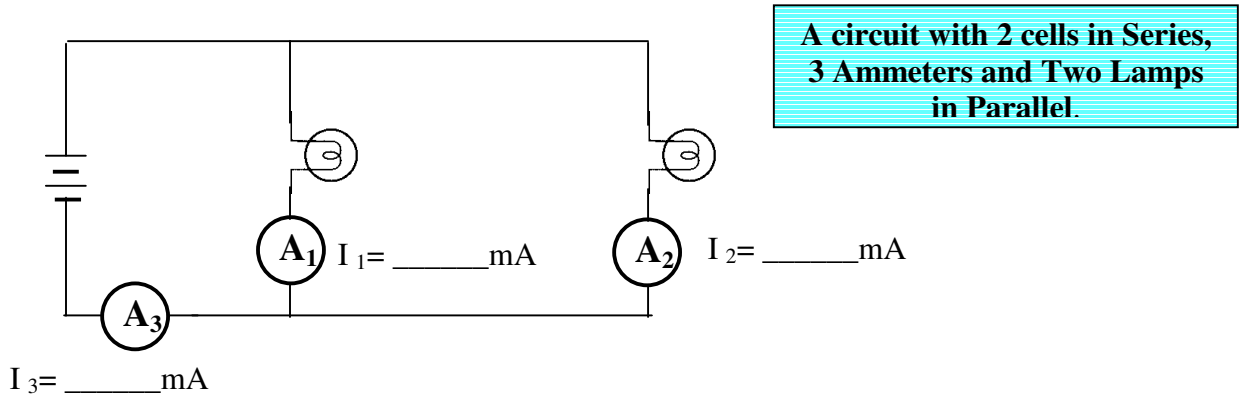 A circuit with 2 cells in Series,
3 Ammeters and Two Lamps
in Parallel.
A1
I 1= ______mA
A2
I 2= ______mA
A3
I 3= ______mA